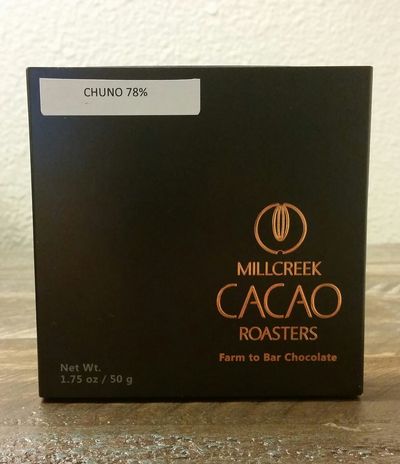 CHUNO 78%
MILLCREEK
CACAO
ROASTERS
Farm to Bar Chocolate
Net Wt.
1.75 oz / 50 g